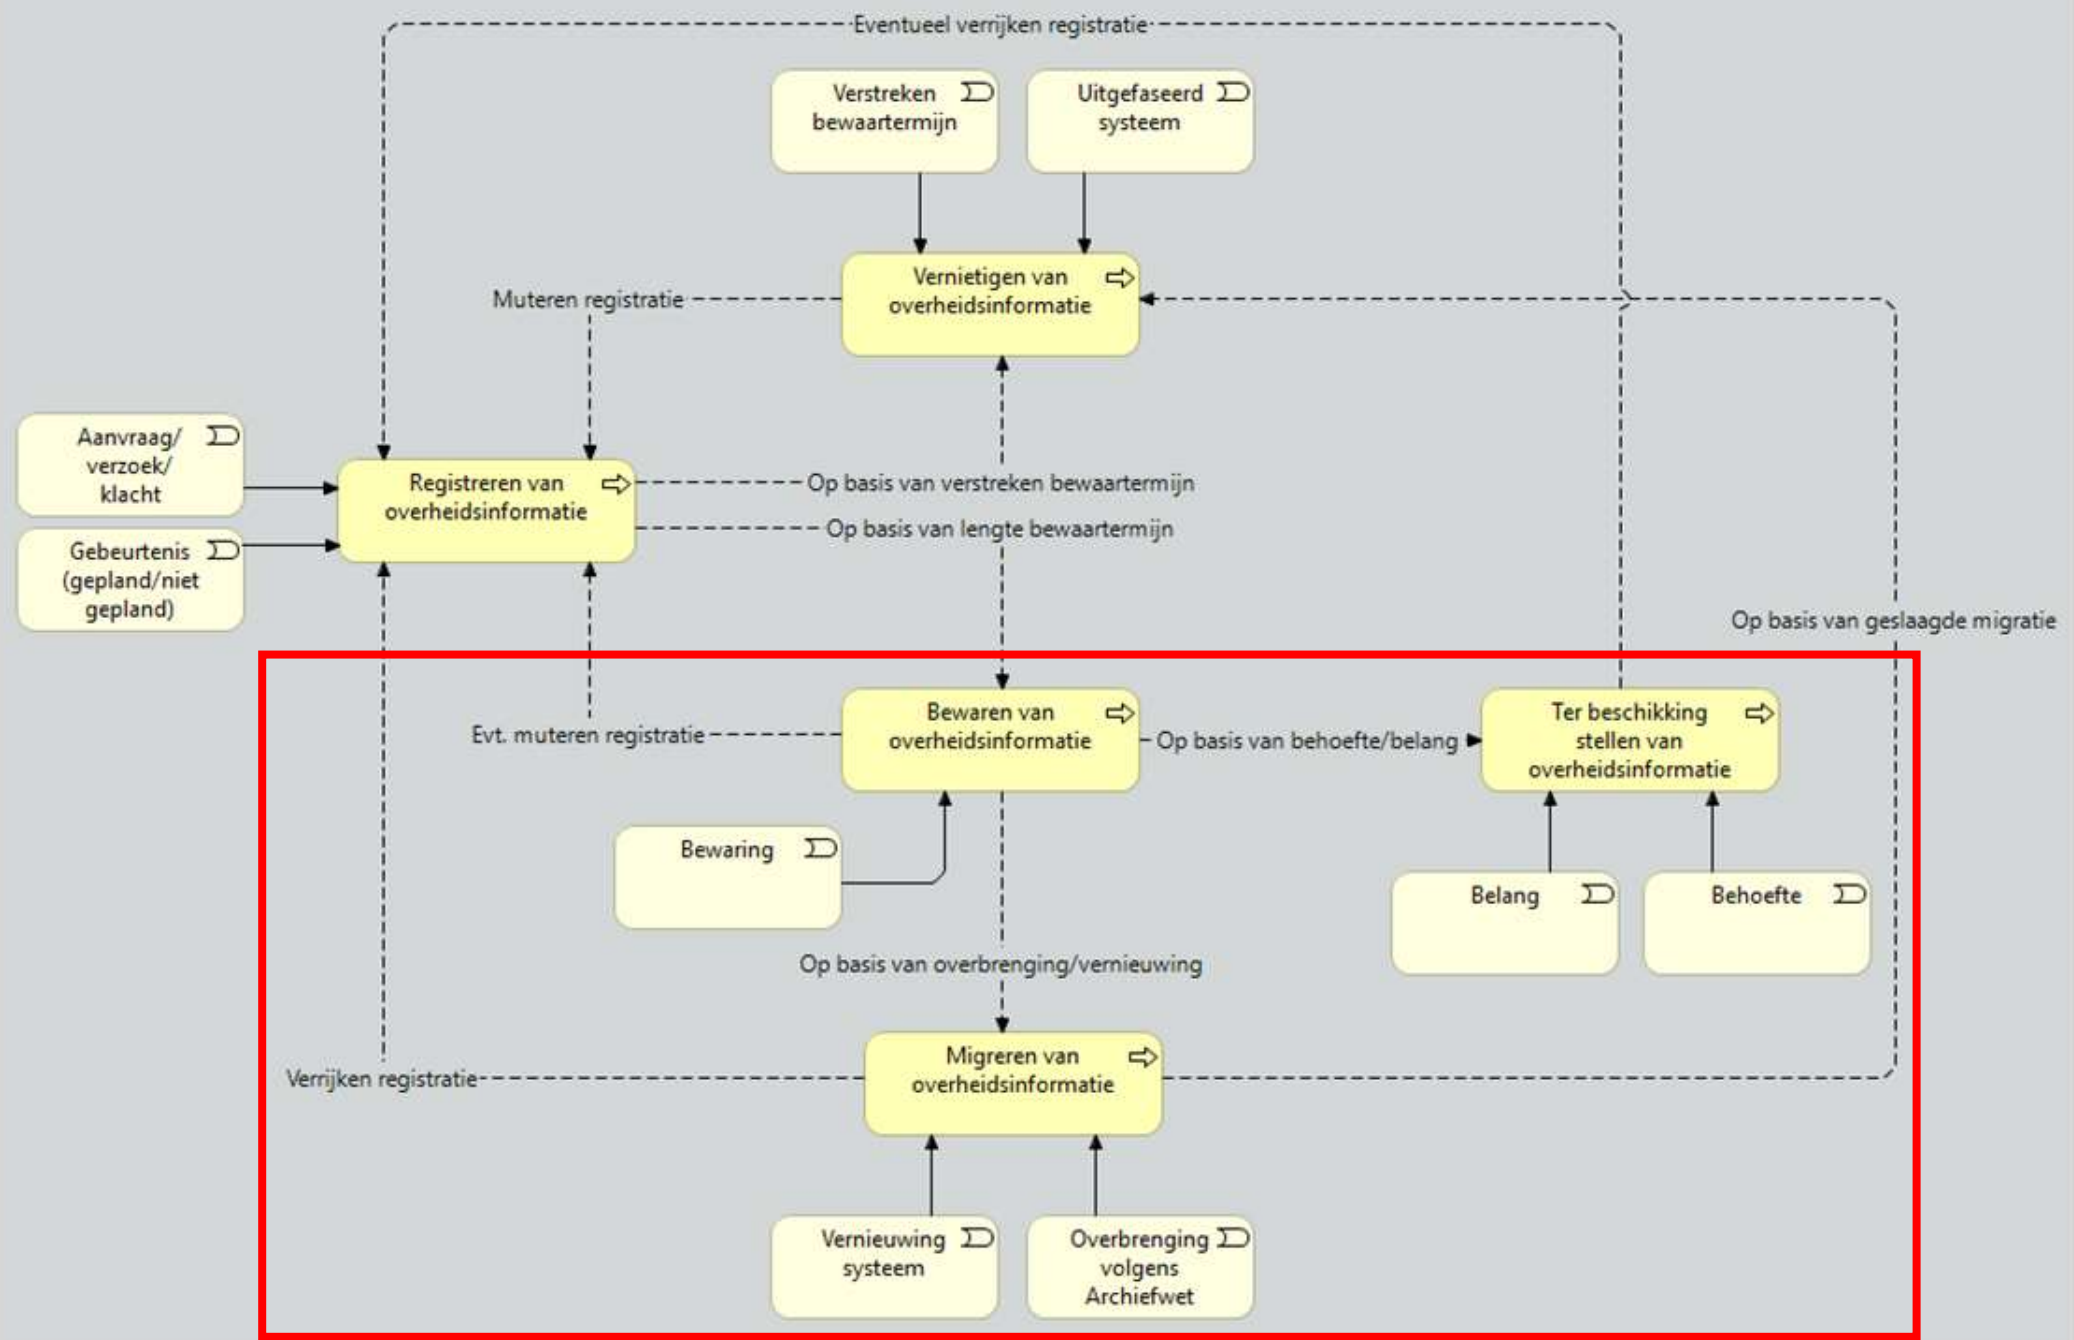 Eventueel verrijken registratie
Verstreken
bewaartermijn
Uitgefaseerd
systeem
Vernietigen van
overheidsinformatie
Muteren registratie
Aanvraag/
verzoek/
klacht
Registreren van
overheidsinformatie
Op basis van verstreken bewaartermijn
Op basis van lengte bewaartermijn
Gebeurtenis
(gepland/niet
gepland)
Op basis van geslaagde migratie
Bewaren van
overheidsinformatie
Ter beschikking
stellen van
overheidsinformatie
Evt. muteren registratie
Op basis van behoefte/belang
Bewaring
Belang
Behoefte
Op basis van overbrenging/vernieuwing
Migreren van
overheidsinformatie
Verrijken registratie
Vernieuwing
systeem
Overbrenging
volgens
Archiefwet